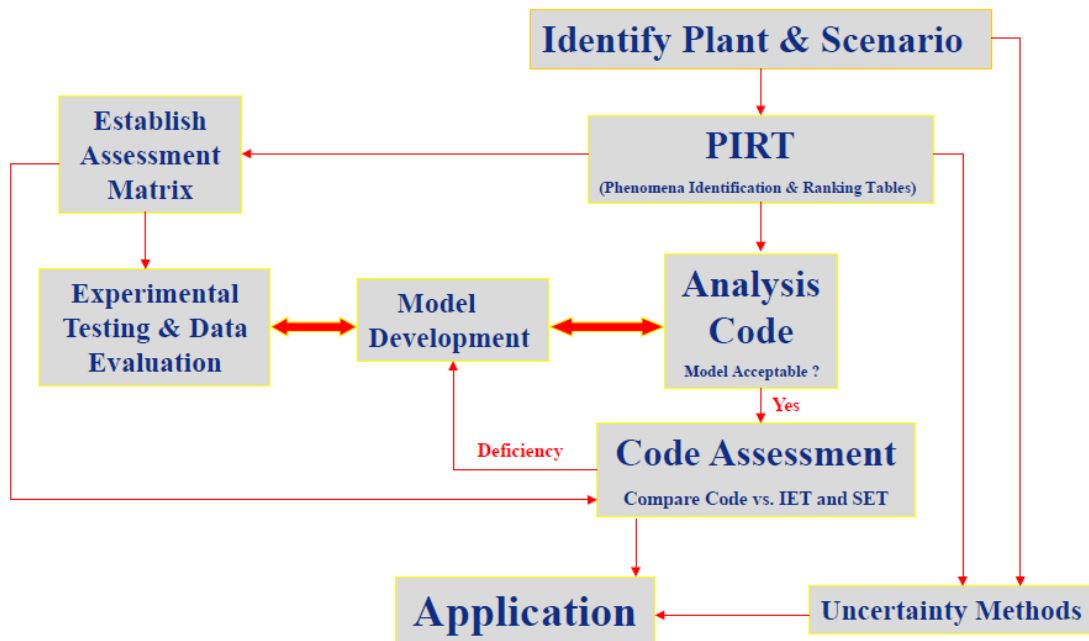 Identify Plant & Scenario
Establish
Assessment
Matrix
PIRT
(Phenomena Identification & Ranking Tables)
Experimental
Testing & Data
Evaluation
Model
Development
Analysis
Code
Model Acceptable ?
Yes
Deficiency
Code Assessment
Compare Code vs. IET and SET
Application
Uncertainty Methods